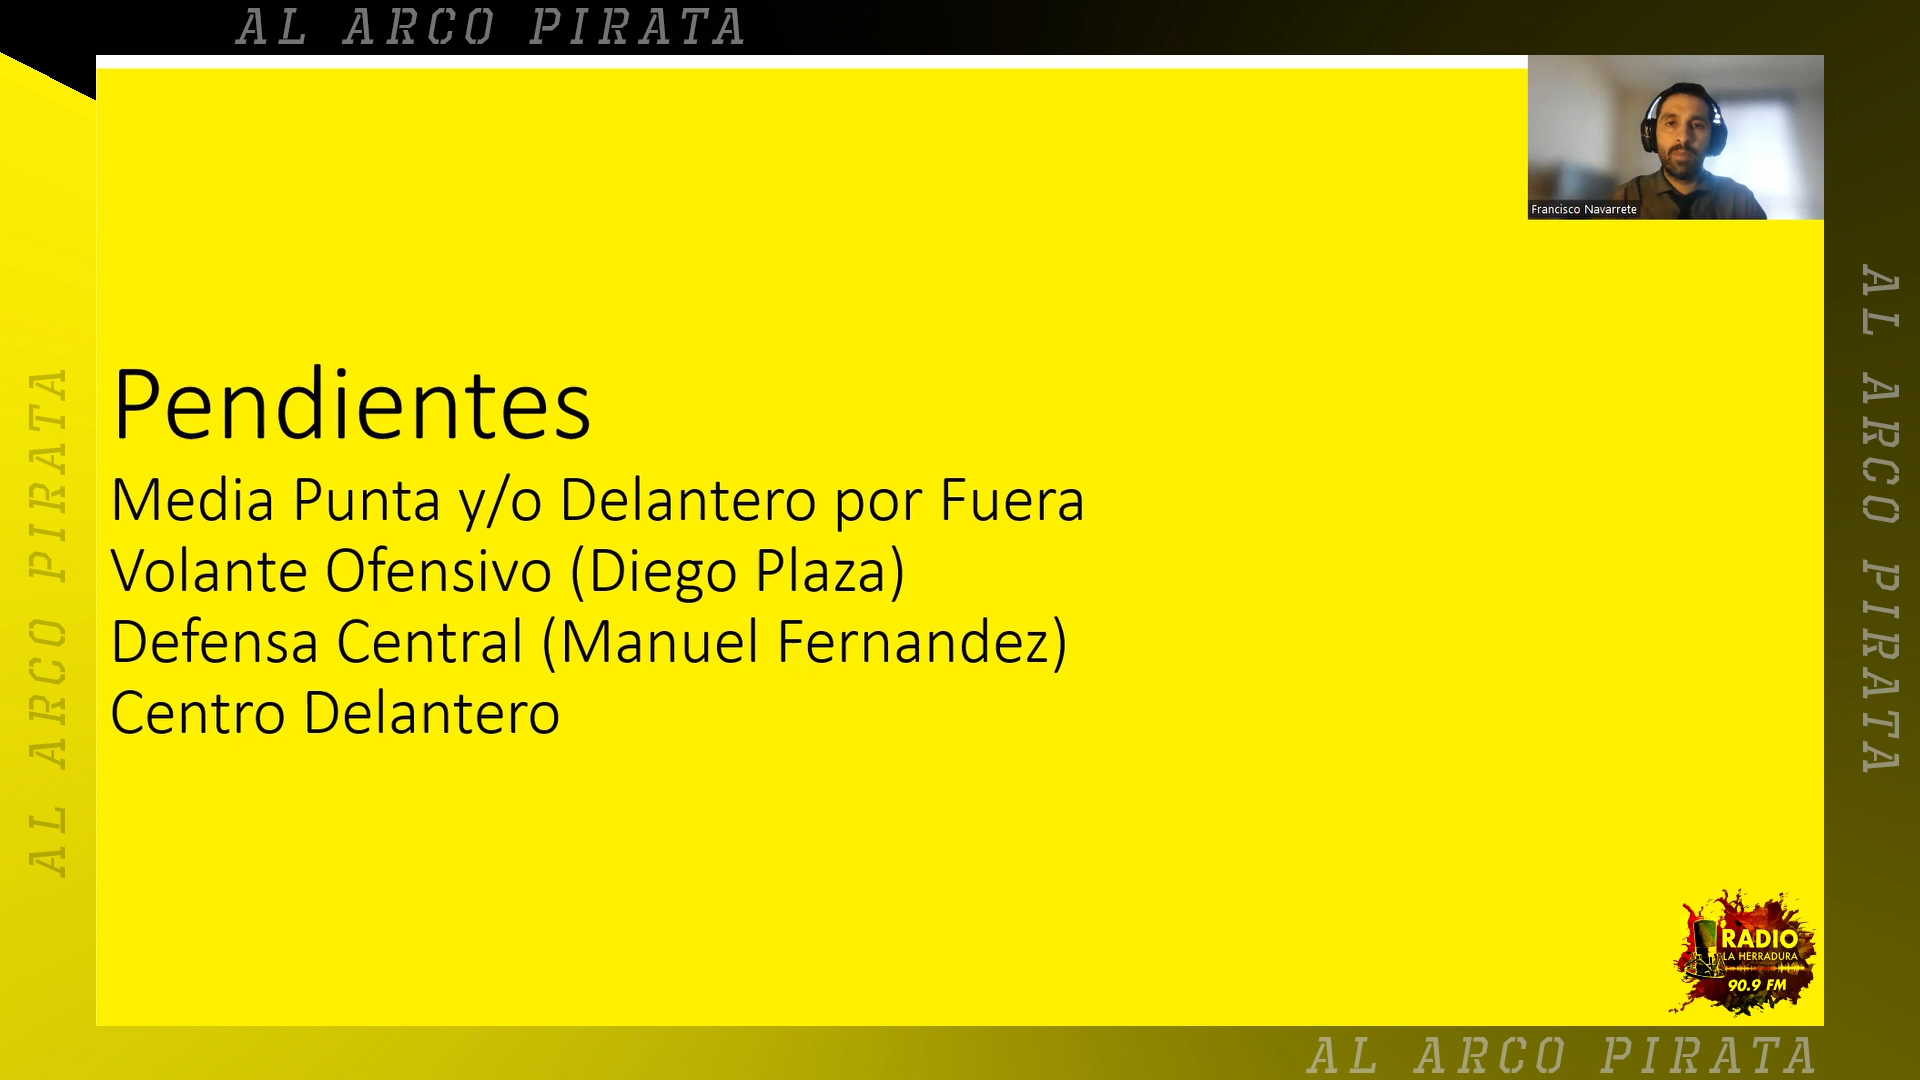 AL ARCO PIRATA
Francisco Navarrete
Pendientes
Media Punta y/o Delantero por Fuera
Volante Ofensivo (Diego Plaza)
Defensa Central (Manuel Fernandez)
Centro Delantero
AL ARCO PIRATA
AL ARCO PIRATA
RADIO
LA HERRADURA
90.9 FM
AL ARCO PIRATA